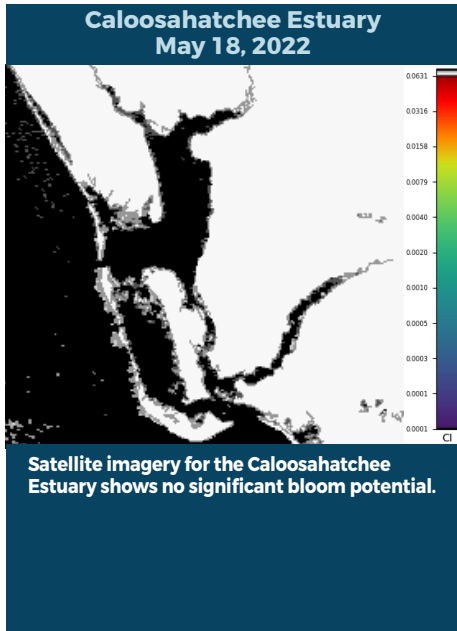 Caloosahatchee Estuary
May 18, 2022
0.0631
0.0316
0.0158
0.0079
0.0040
0.0020
0.0010
0.0005
0.0003
0.0001
0.0001
CI
Satellite imagery for the Caloosahatchee
Estuary shows no significant bloom potential.